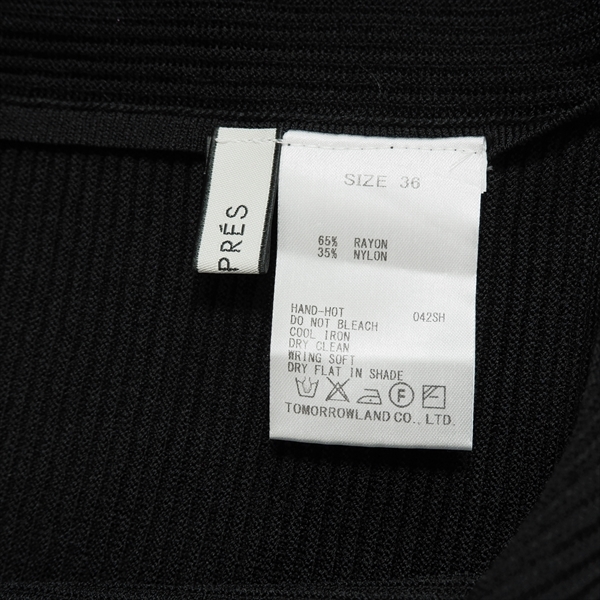 PRÉS
SIZE 36
65% RAYON
35% NYLON
HAND-HOT 042SH
DO NOT BLEACH
COOL IRON
DRY CLEAN
WRING SOFT
DRY FLAT IN SHADE
F
TOMORROWLAND CO., LTD.